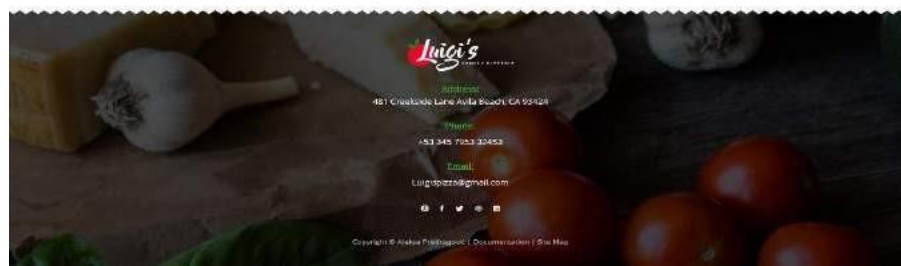 Luigi's
Address:
481 Creekside Lane Avila Beach, CA 93424
Phone:
+53 345 7953 32453
Email:
Luigispizza@gmail.com
Copyright © Aleksa | Documentation | Site Map